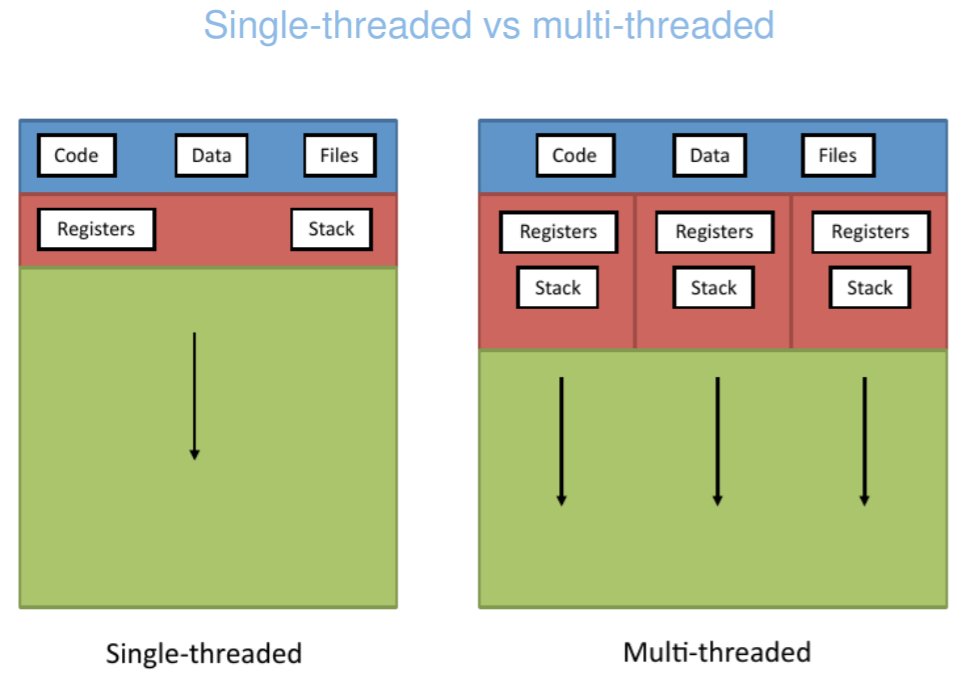 Single-threaded vs multi-threaded
Code Data Files
Registers Stack
Code Data Files
Registers Registers Registers
Stack Stack Stack
Single-threaded
Multi-threaded